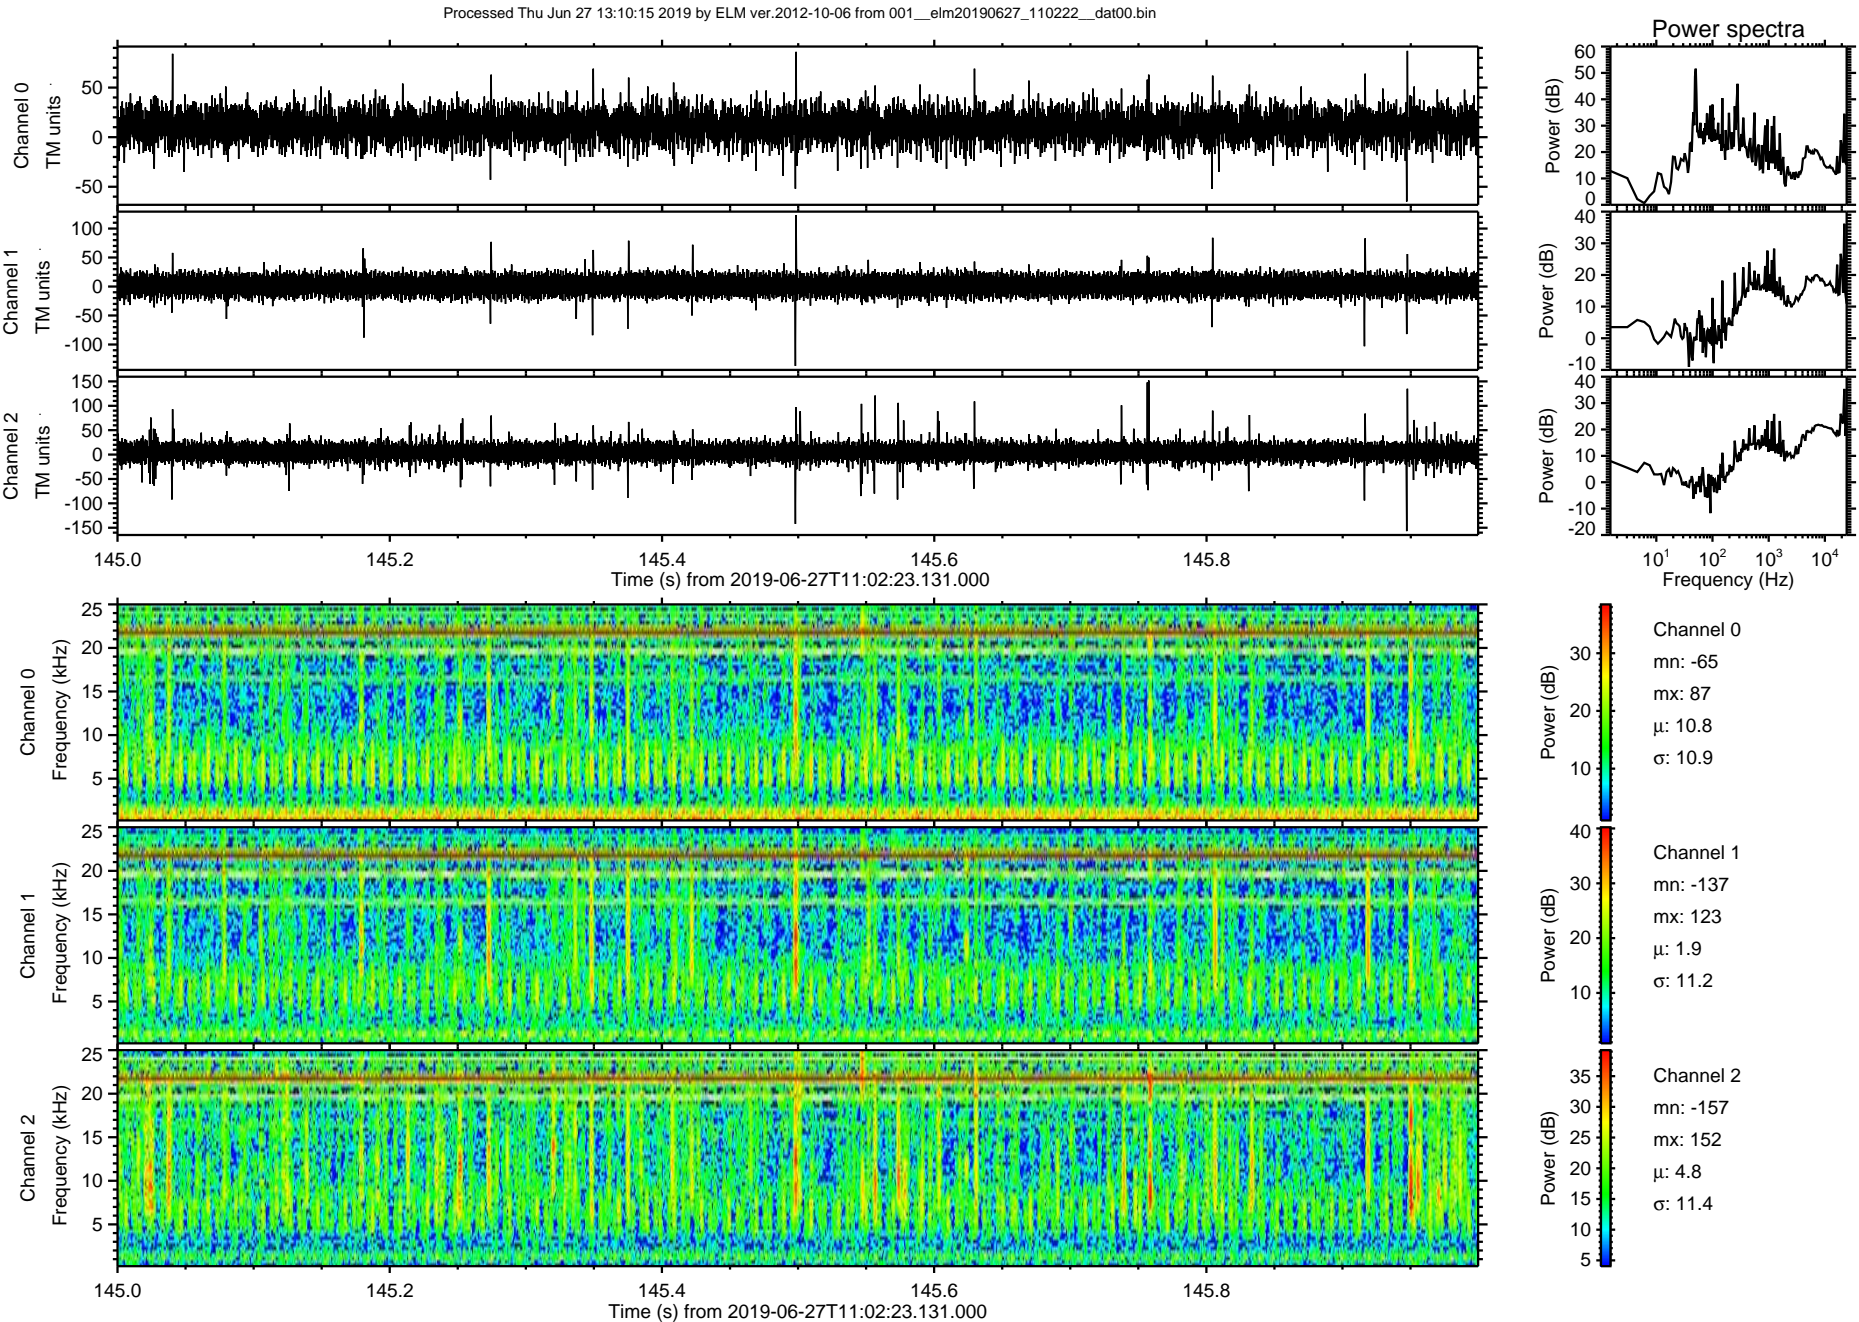 Processed Thu Jun 27 13:10:15 2019 by ELM ver.2012-10-06 from 001__elm20190627_110222__dat00.bin
Power spectra
Channel 0
TM units
50
0
-50
Power (dB)
60
50
40
30
20
10
0
Channel 1
TM units
100
50
0
-50
-100
Power (dB)
40
30
20
10
0
-10
Channel 2
TM units
150
100
50
0
-50
-100
-150
Power (dB)
40
30
20
10
0
-10
-20
145.0 145.2 145.4 145.6 145.8
Time (s) from 2019-06-27T11:02:23.131.000
10¹ 10² 10³ 10⁴
Frequency (Hz)
Channel 0
Frequency (kHz)
25
20
15
10
5
Power (dB)
30
20
10
Channel 0
mn: -65
mx: 87
μ: 10.8
σ: 10.9
Channel 1
Frequency (kHz)
25
20
15
10
5
Power (dB)
40
30
20
10
Channel 1
mn: -137
mx: 123
μ: 1.9
σ: 11.2
Channel 2
Frequency (kHz)
25
20
15
10
5
Power (dB)
35
30
25
20
15
10
5
Channel 2
mn: -157
mx: 152
μ: 4.8
σ: 11.4
145.0 145.2 145.4 145.6 145.8
Time (s) from 2019-06-27T11:02:23.131.000